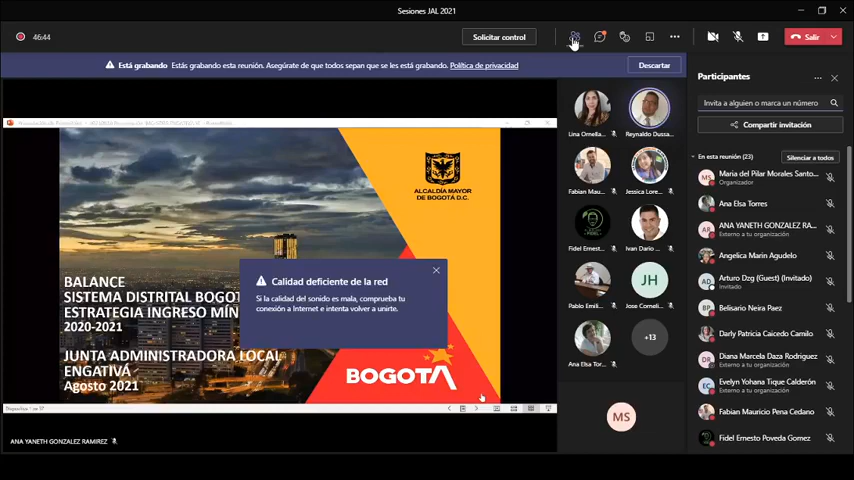 Sesiones JAL 2021
46:44
Solicitar control
Salir
Está grabando Estás grabando esta reunión. Asegúrate de que todos sepan que se les está grabando. Política de privacidad
Descartar
Participantes
Invita a alguien o marca un número
Compartir invitación
En esta reunión (23)
Silenciar a todos
MS
Maria del Pilar Morales Santo...
Organizador
Ana Elsa Torres
AR
ANA YANETH GONZALEZ RA...
Externo a tu organización
Angelica Marin Agudelo
AD
Arturo Dzg (Guest) (Invitado)
Invitado
BP
Belisario Neira Paez
Darly Patricia Caicedo Camilo
DR
Diana Marcela Daza Rodriguez
Externo a tu organización
EC
Evelyn Yohana Tique Calderón
Externo a tu organización
Fabian Mauricio Pena Cedano
Fidel Ernesto Poveda Gomez
Lina Ornella...
Reynaldo Dussa...
Fabian Mau...
Jessica Lore...
Fidel Ernest...
Ivan Dario ...
Pablo Emili...
JH
Jose Corneli...
Ana Elsa Tor...
+13
MS
ALCALDÍA MAYOR
DE BOGOTÁ D.C.
BALANCE
SISTEMA DISTRITAL BOGOT
ESTRATEGIA INGRESO MÍN
2020-2021
JUNTA ADMINISTRADORA LOCAL
ENGATIVÁ
Agosto 2021
BOGOTA
Calidad deficiente de la red
Si la calidad del sonido es mala, comprueba tu
conexión a Internet e intenta volver a unirte.
ANA YANETH GONZALEZ RAMIREZ